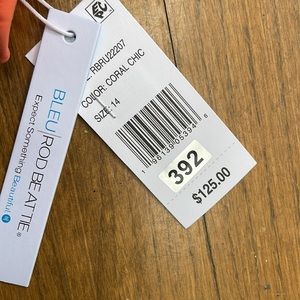 BLEU|ROD BEATTIE®
Expect Something Beautiful
RBRU22207
COLOR: CORAL CHIC
SIZE: 14
392
$125.00